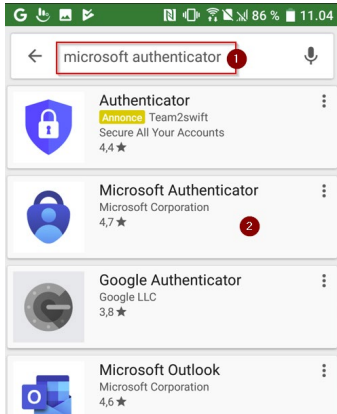 G 86 % 11.04
microsoft authenticator 1
Authenticator
Annonce Team2swift
Secure All Your Accounts
4,4 ★
Microsoft Authenticator
Microsoft Corporation
4,7 ★
2
Google Authenticator
Google LLC
3,8 ★
Microsoft Outlook
Microsoft Corporation
4,6 ★